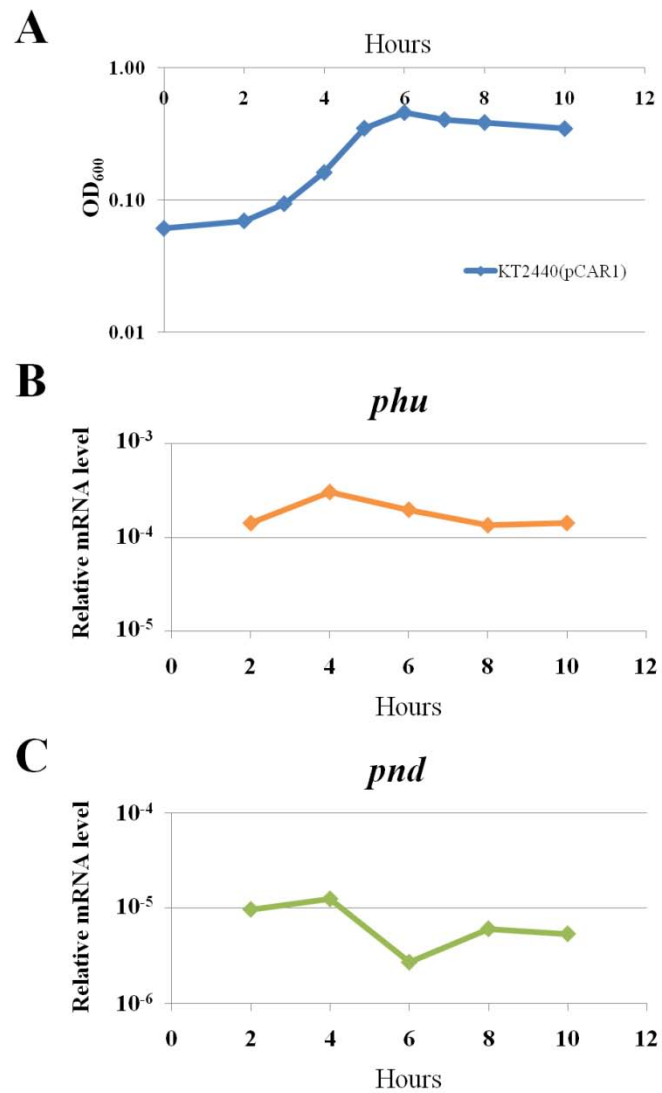 A
Hours
1.00
0 2 4 6 8 10 12
0.10
OD600
KT2440(pCAR1)
0.01
B
phu
10-3
Relative mRNA level
10-4
10-5
0 2 4 6 8 10 12
Hours
C
pnd
10-4
Relative mRNA level
10-5
10-6
0 2 4 6 8 10 12
Hours